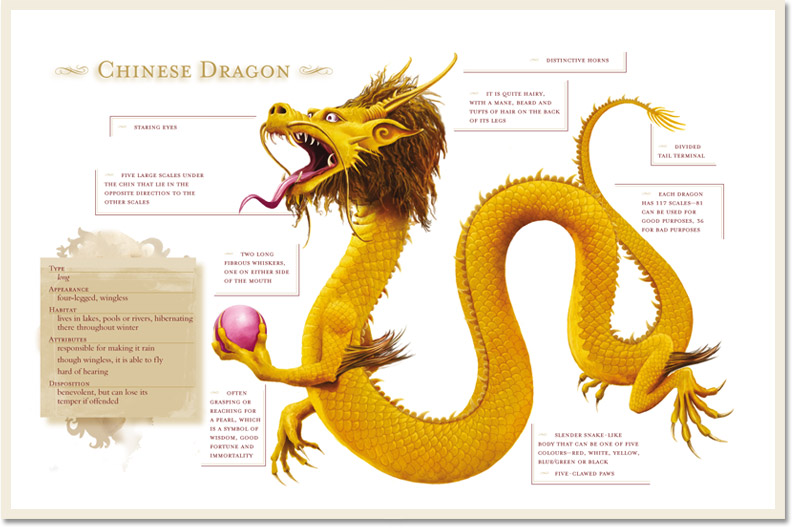 CHINESE DRAGON
DISTINCTIVE HORNS
IT IS QUITE HAIRY,
WITH A MANE, BEARD AND
TUFTS OF HAIR ON THE BACK
OF ITS LEGS
STARING EYES
DIVIDED
TAIL TERMINAL
FIVE LARGE SCALES UNDER
THE CHIN THAT LIE IN THE
OPPOSITE DIRECTION TO THE
OTHER SCALES
EACH DRAGON
HAS 117 SCALES—81
CAN BE USED FOR
GOOD PURPOSES, 36
FOR BAD PURPOSES
TWO LONG
FIBROUS WHISKERS,
ONE ON EITHER SIDE
OF THE MOUTH
TYPE
long
APPEARANCE
four-legged, wingless
HABITAT
lives in lakes, pools or rivers, hibernating
there throughout winter
ATTRIBUTES
responsible for making it rain
though wingless, it is able to fly
hard of hearing
DISPOSITION
benevolent, but can lose its
temper if offended
OFTEN
GRASPING OR
REACHING FOR
A PEARL, WHICH
IS A SYMBOL OF
WISDOM, GOOD
FORTUNE AND
IMMORTALITY
SLENDER SNAKE-LIKE
BODY THAT CAN BE ONE OF FIVE
COLOURS—RED, WHITE, YELLOW,
BLUE/GREEN OR BLACK
FIVE-CLAWED PAWS